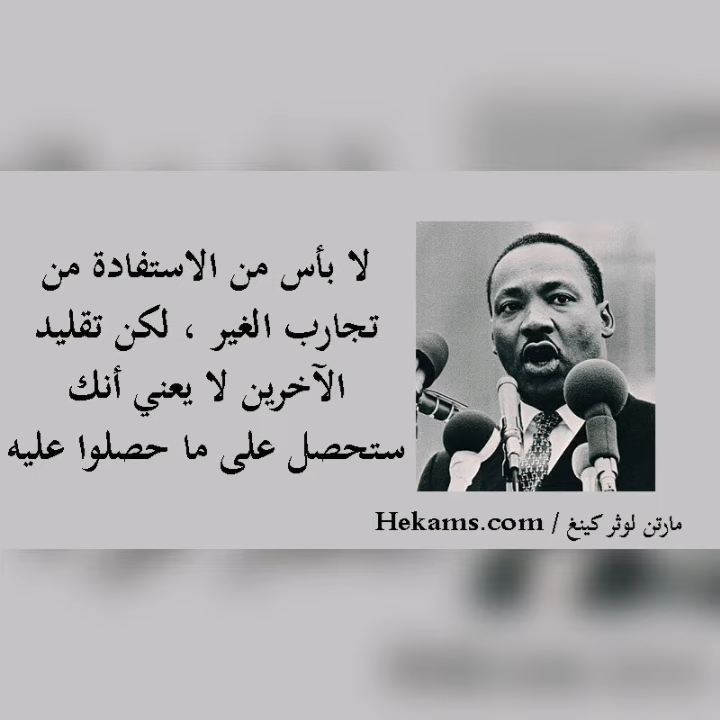 لا بأس من الاستفادة من
تجارب الغير ، لكن تقليد
الآخرين لا يعني أنك
ستحصل على ما حصلوا عليه
مارتن لوثر كينغ / Hekams.com